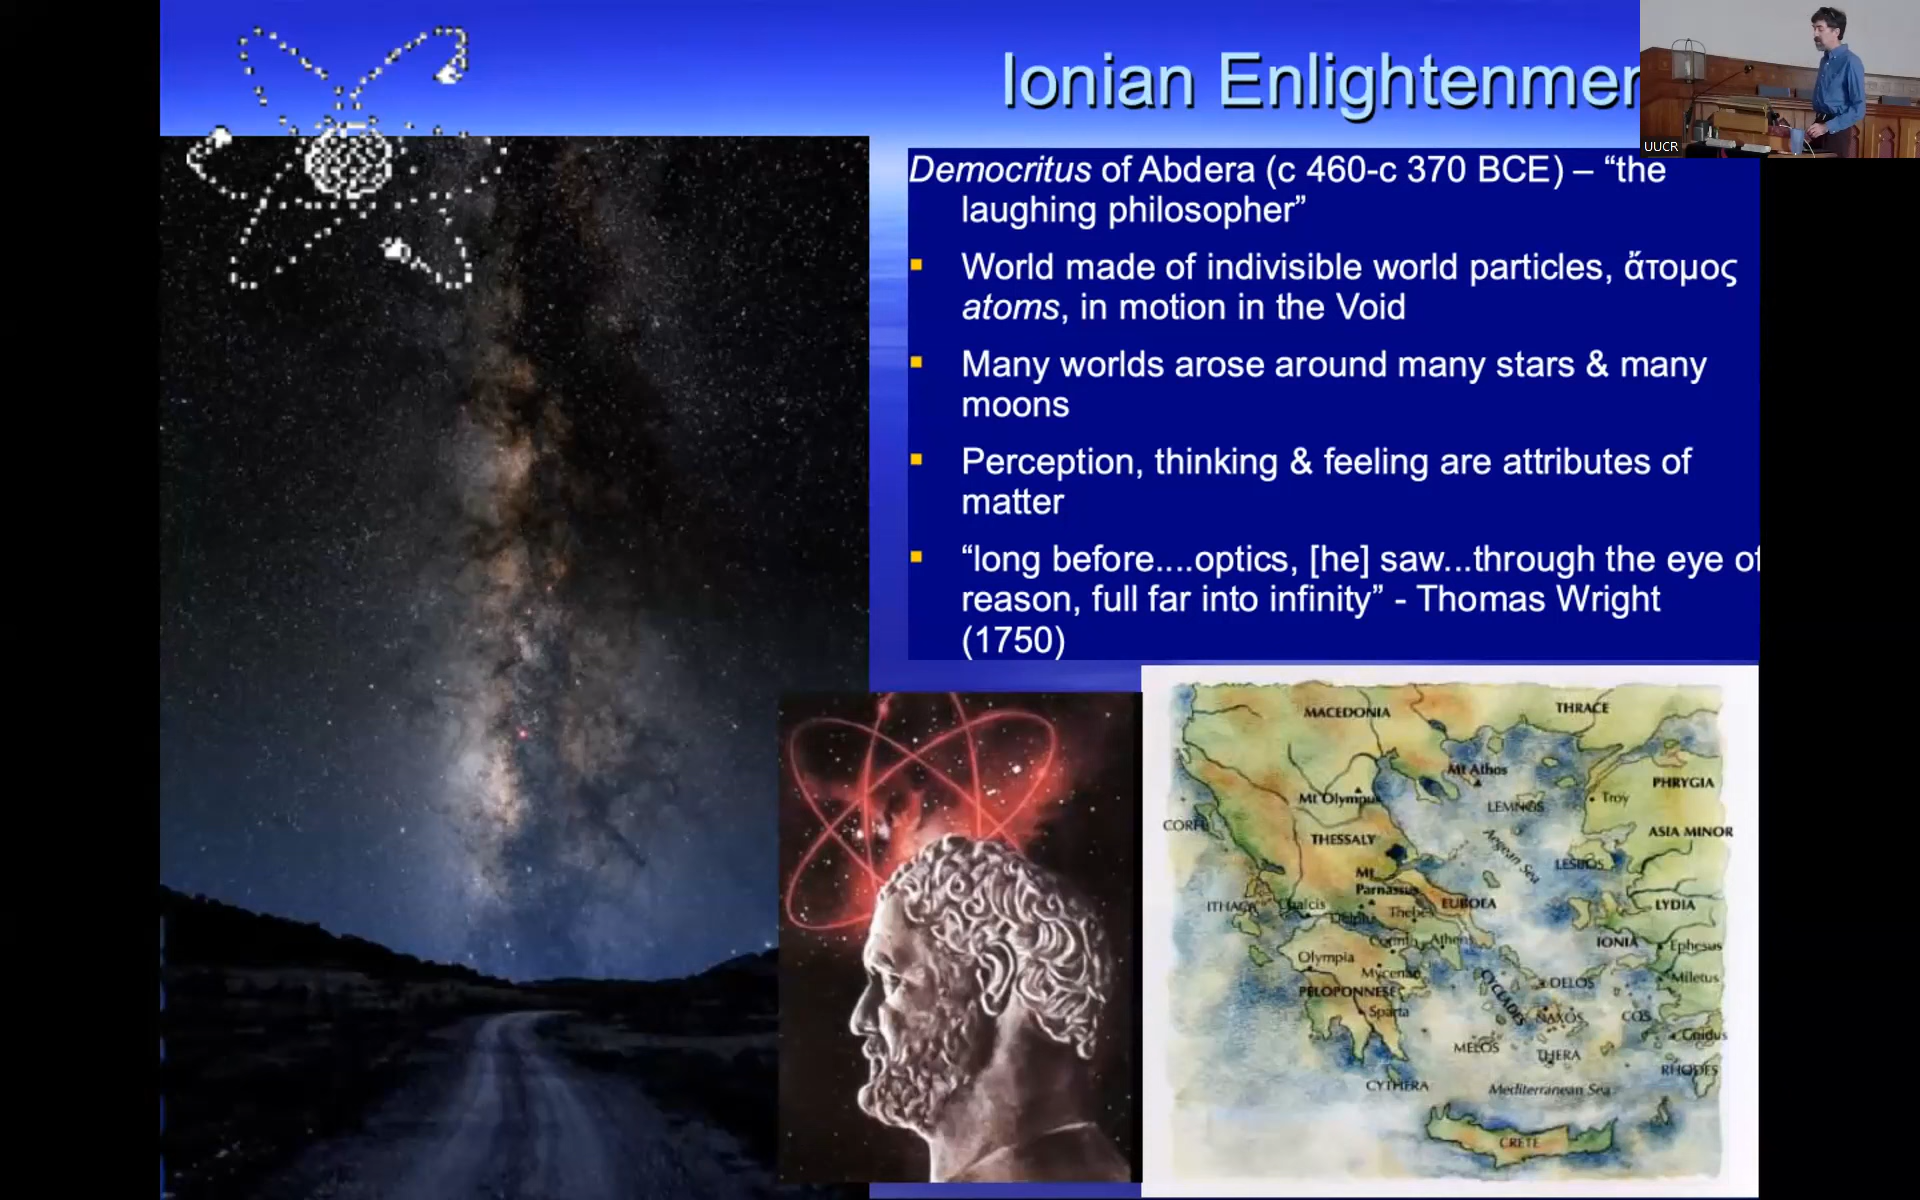 Ionian Enlightenmen
UUCR
Democritus of Abdera (c 460-c 370 BCE) – “the
laughing philosopher”
World made of indivisible world particles, ἄτομος
atoms, in motion in the Void
Many worlds arose around many stars & many
moons
Perception, thinking & feeling are attributes of
matter
“long before....optics, [he] saw...through the eye of
reason, full far into infinity” - Thomas Wright
(1750)
MACEDONIA
THRACE
Mt Athos
PHRYGIA
Mt Olympus
LEMNOS
Troy
CORFU
THESSALY
Aegean Sea
ASIA MINOR
LESBOS
Mt
Parnassus
ITHACA
Chalcis
Delphi
Thebes
EUBOEA
LYDIA
Corinth
Athens
IONIA
Ephesus
Olympia
Mycenae
CYCLADES
DELOS
Miletus
PELOPONNESE
Sparta
NAXOS
COS
Cnidus
MELOS
THERA
RHODES
CYTHERA
Mediterranean Sea
CRETE